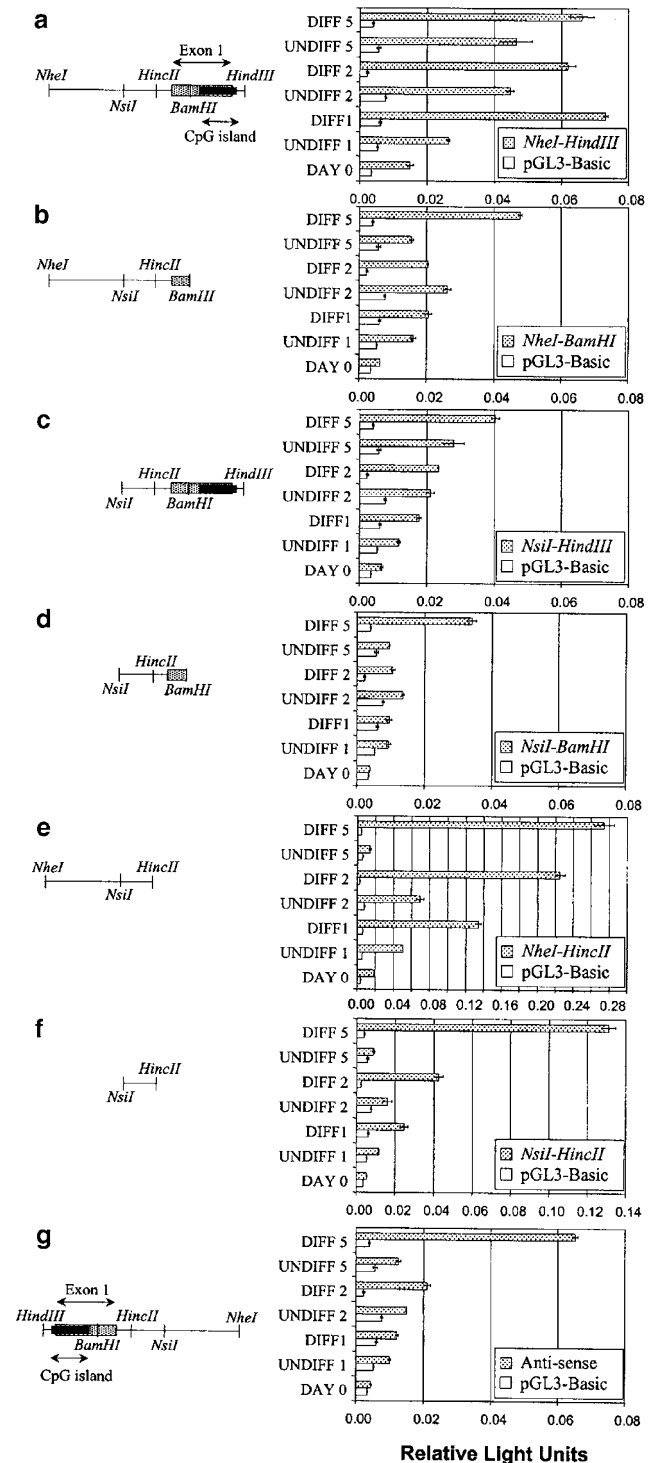 a
Exon 1
NheI
HincII
HindIII
NsiI
BamHI
CpG island
DIFF 5
UNDIFF 5
DIFF 2
UNDIFF 2
DIFF1
UNDIFF 1
DAY 0
NheI-HindIII
pGL3-Basic
0.00 0.02 0.04 0.06 0.08
b
NheI
HincII
NsiI
BamIII
DIFF 5
UNDIFF 5
DIFF 2
UNDIFF 2
DIFF1
UNDIFF 1
DAY 0
NheI-BamHI
pGL3-Basic
0.00 0.02 0.04 0.06 0.08
c
HincII
HindIII
NsiI
BamHI
DIFF 5
UNDIFF 5
DIFF 2
UNDIFF 2
DIFF1
UNDIFF 1
DAY 0
NsiI-HindIII
pGL3-Basic
0.00 0.02 0.04 0.06 0.08
d
HincII
NsiI
BamHI
DIFF 5
UNDIFF 5
DIFF 2
UNDIFF 2
DIFF1
UNDIFF 1
DAY 0
NsiI-BamHI
pGL3-Basic
0.00 0.02 0.04 0.06 0.08
e
NheI
HincII
NsiI
DIFF 5
UNDIFF 5
DIFF 2
UNDIFF 2
DIFF1
UNDIFF 1
DAY 0
NheI-HincII
pGL3-Basic
0.00 0.04 0.08 0.12 0.16 0.20 0.24 0.28
f
HincII
NsiI
DIFF 5
UNDIFF 5
DIFF 2
UNDIFF 2
DIFF1
UNDIFF 1
DAY 0
NsiI-HincII
pGL3-Basic
0.00 0.02 0.04 0.06 0.08 0.10 0.12 0.14
g
Exon 1
HindIII
HincII
NheI
BamHI
NsiI
CpG island
DIFF 5
UNDIFF 5
DIFF 2
UNDIFF 2
DIFF1
UNDIFF 1
DAY 0
Anti-sense
pGL3-Basic
0.00 0.02 0.04 0.06 0.08
Relative Light Units